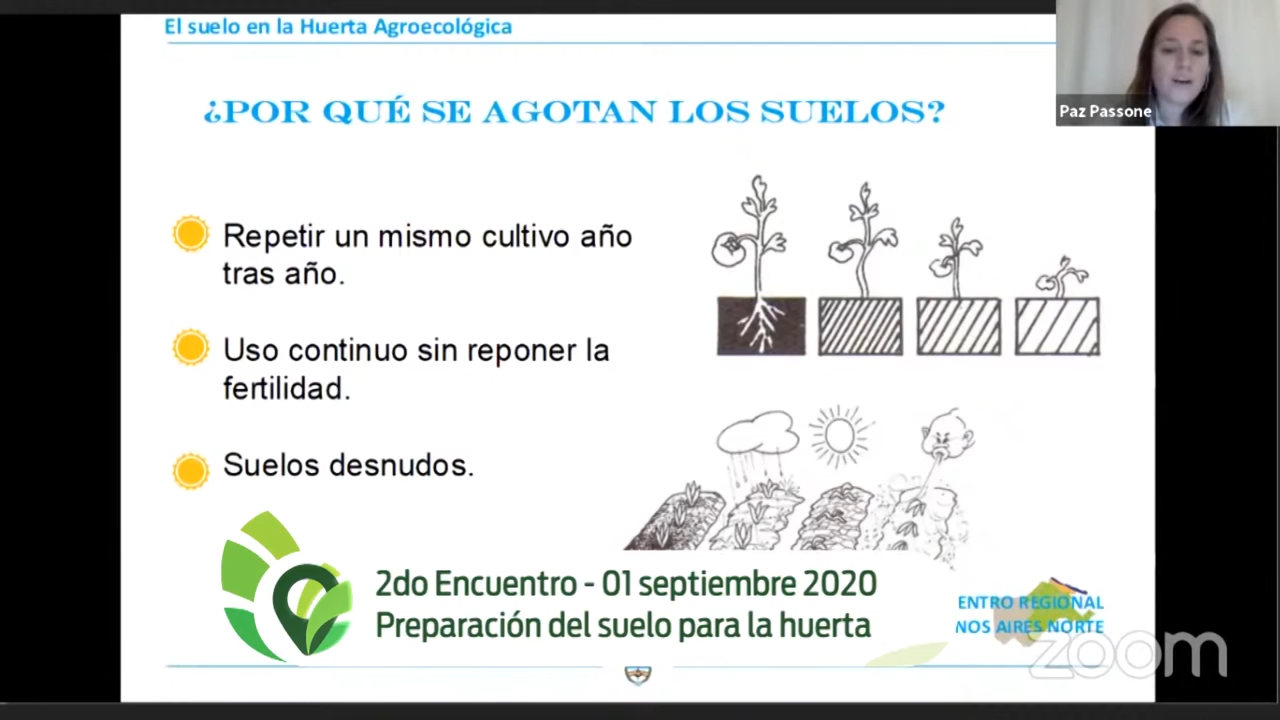 El suelo en la Huerta Agroecológica
¿POR QUÉ SE AGOTAN LOS SUELOS?
Paz Passone
Repetir un mismo cultivo año
tras año.
Uso continuo sin reponer la
fertilidad.
Suelos desnudos.
2do Encuentro - 01 septiembre 2020
Preparación del suelo para la huerta
ENTRO REGIONAL
NOS AIRES NORTE
zoom